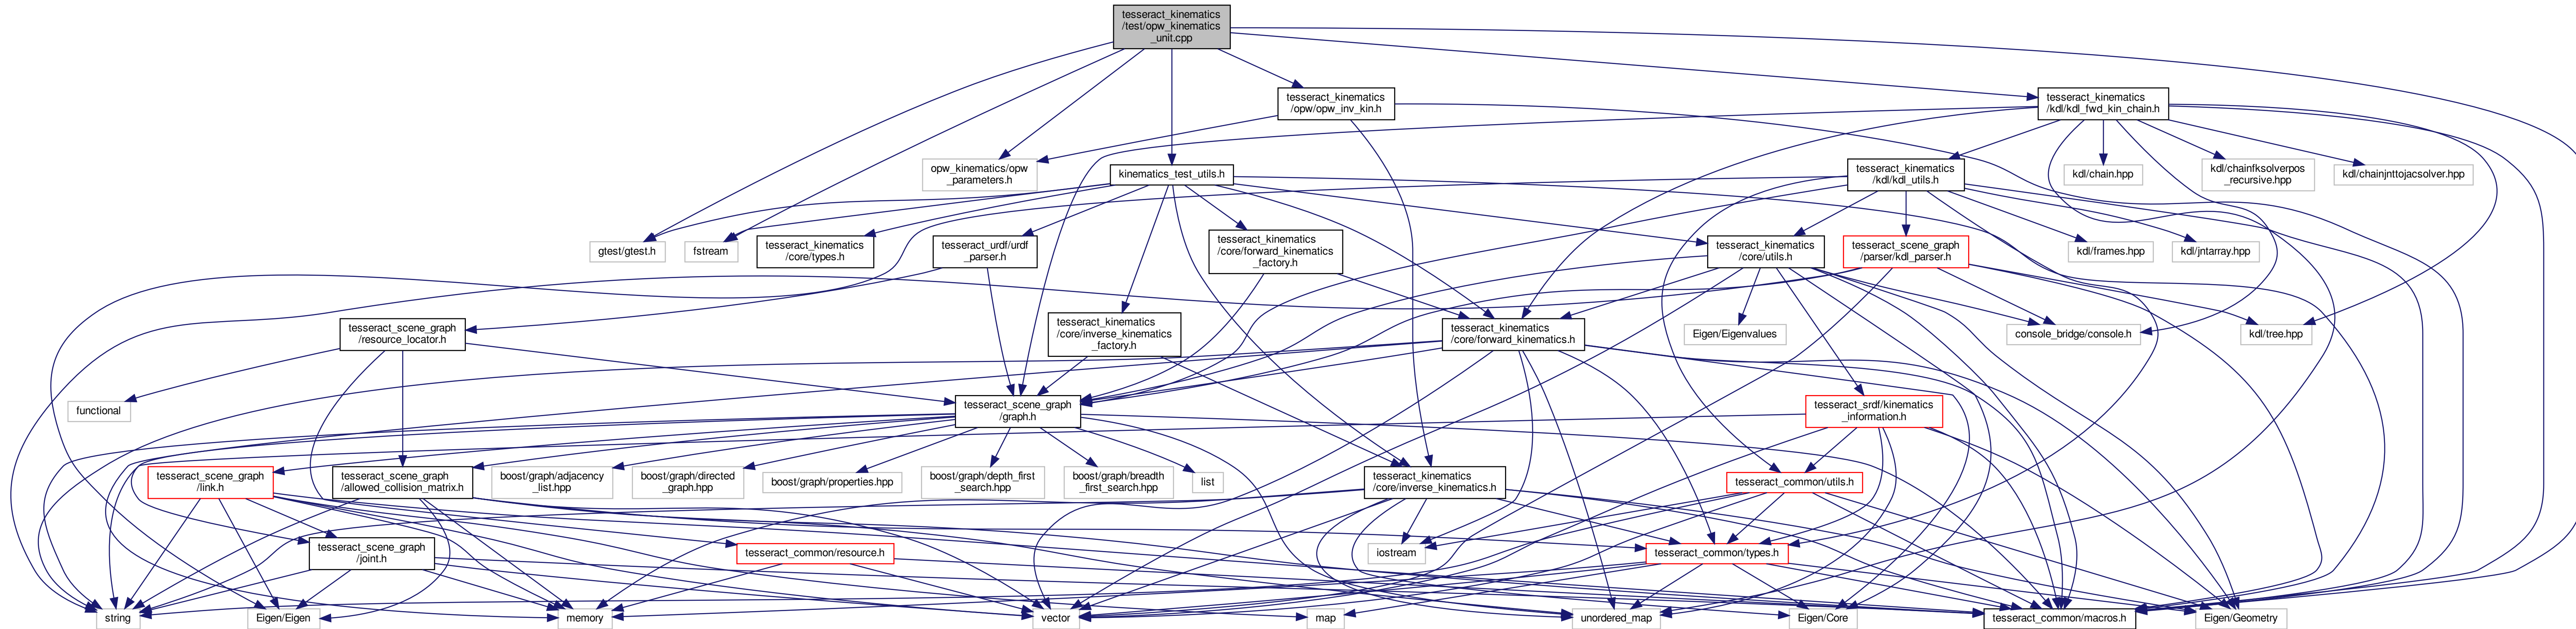 tesseract_kinematics
/test/opw_kinematics
_unit.cpp
tesseract_kinematics
/opw/opw_inv_kin.h
tesseract_kinematics
/kdl/kdl_fwd_kin_chain.h
opw_kinematics/opw
_parameters.h
kinematics_test_utils.h
tesseract_kinematics
/kdl/kdl_utils.h
kdl/chain.hpp
kdl/chainfksolverpos
_recursive.hpp
kdl/chainjnttojacsolver.hpp
gtest/gtest.h
fstream
tesseract_kinematics
/core/types.h
tesseract_urdf/urdf
_parser.h
tesseract_kinematics
/core/forward_kinematics
_factory.h
tesseract_kinematics
/core/utils.h
tesseract_scene_graph
/parser/kdl_parser.h
kdl/frames.hpp
kdl/jntarray.hpp
tesseract_scene_graph
/resource_locator.h
tesseract_kinematics
/core/inverse_kinematics
_factory.h
tesseract_kinematics
/core/forward_kinematics.h
Eigen/Eigenvalues
console_bridge/console.h
kdl/tree.hpp
functional
tesseract_scene_graph
/graph.h
tesseract_srdf/kinematics
_information.h
tesseract_scene_graph
/link.h
tesseract_scene_graph
/allowed_collision_matrix.h
boost/graph/adjacency
_list.hpp
boost/graph/directed
_graph.hpp
boost/graph/properties.hpp
boost/graph/depth_first
_search.hpp
boost/graph/breadth
_first_search.hpp
list
tesseract_kinematics
/core/inverse_kinematics.h
tesseract_common/utils.h
tesseract_scene_graph
/joint.h
tesseract_common/resource.h
iostream
tesseract_common/types.h
string
Eigen/Eigen
memory
vector
map
unordered_map
Eigen/Core
tesseract_common/macros.h
Eigen/Geometry